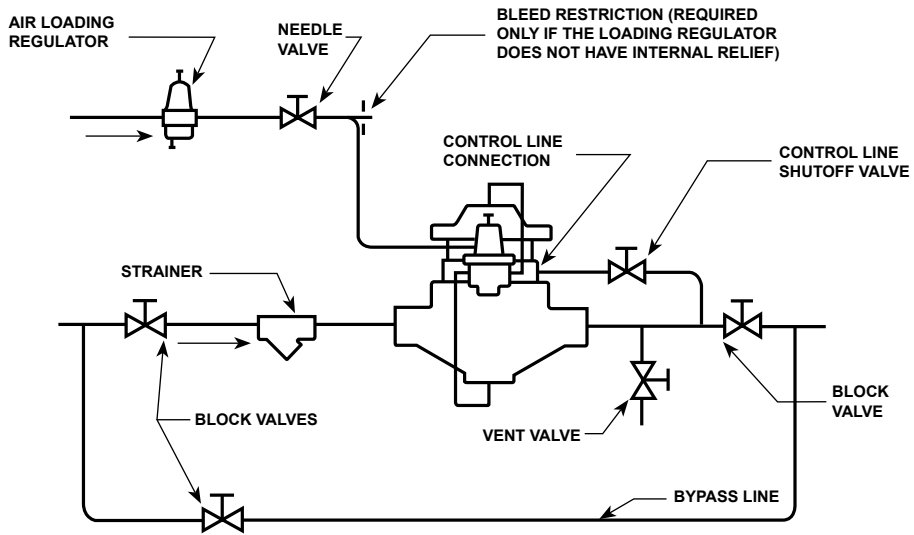 AIR LOADING
REGULATOR
NEEDLE
VALVE
BLEED RESTRICTION (REQUIRED
ONLY IF THE LOADING REGULATOR
DOES NOT HAVE INTERNAL RELIEF)
CONTROL LINE
CONNECTION
CONTROL LINE
SHUTOFF VALVE
STRAINER
BLOCK VALVES
VENT VALVE
BLOCK
VALVE
BYPASS LINE